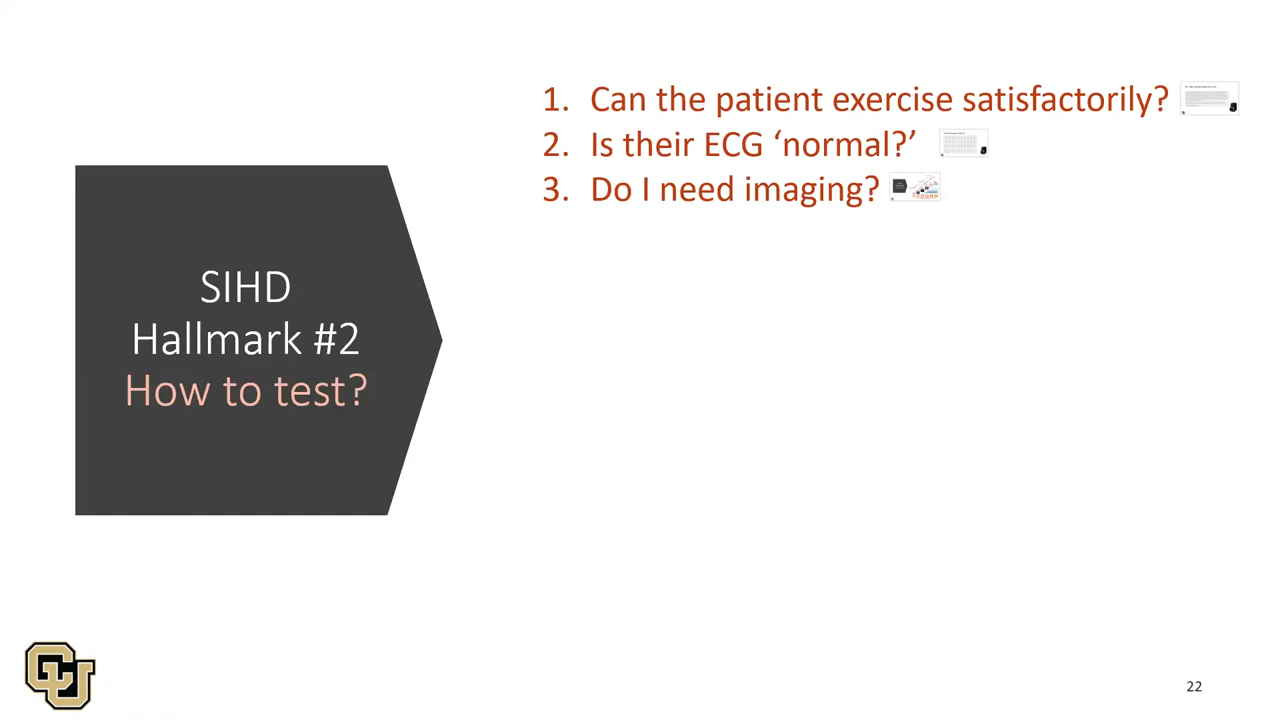 1. Can the patient exercise satisfactorily?
2. Is their ECG ‘normal?’
3. Do I need imaging?
SIHD
Hallmark #2
How to test?
CU
22